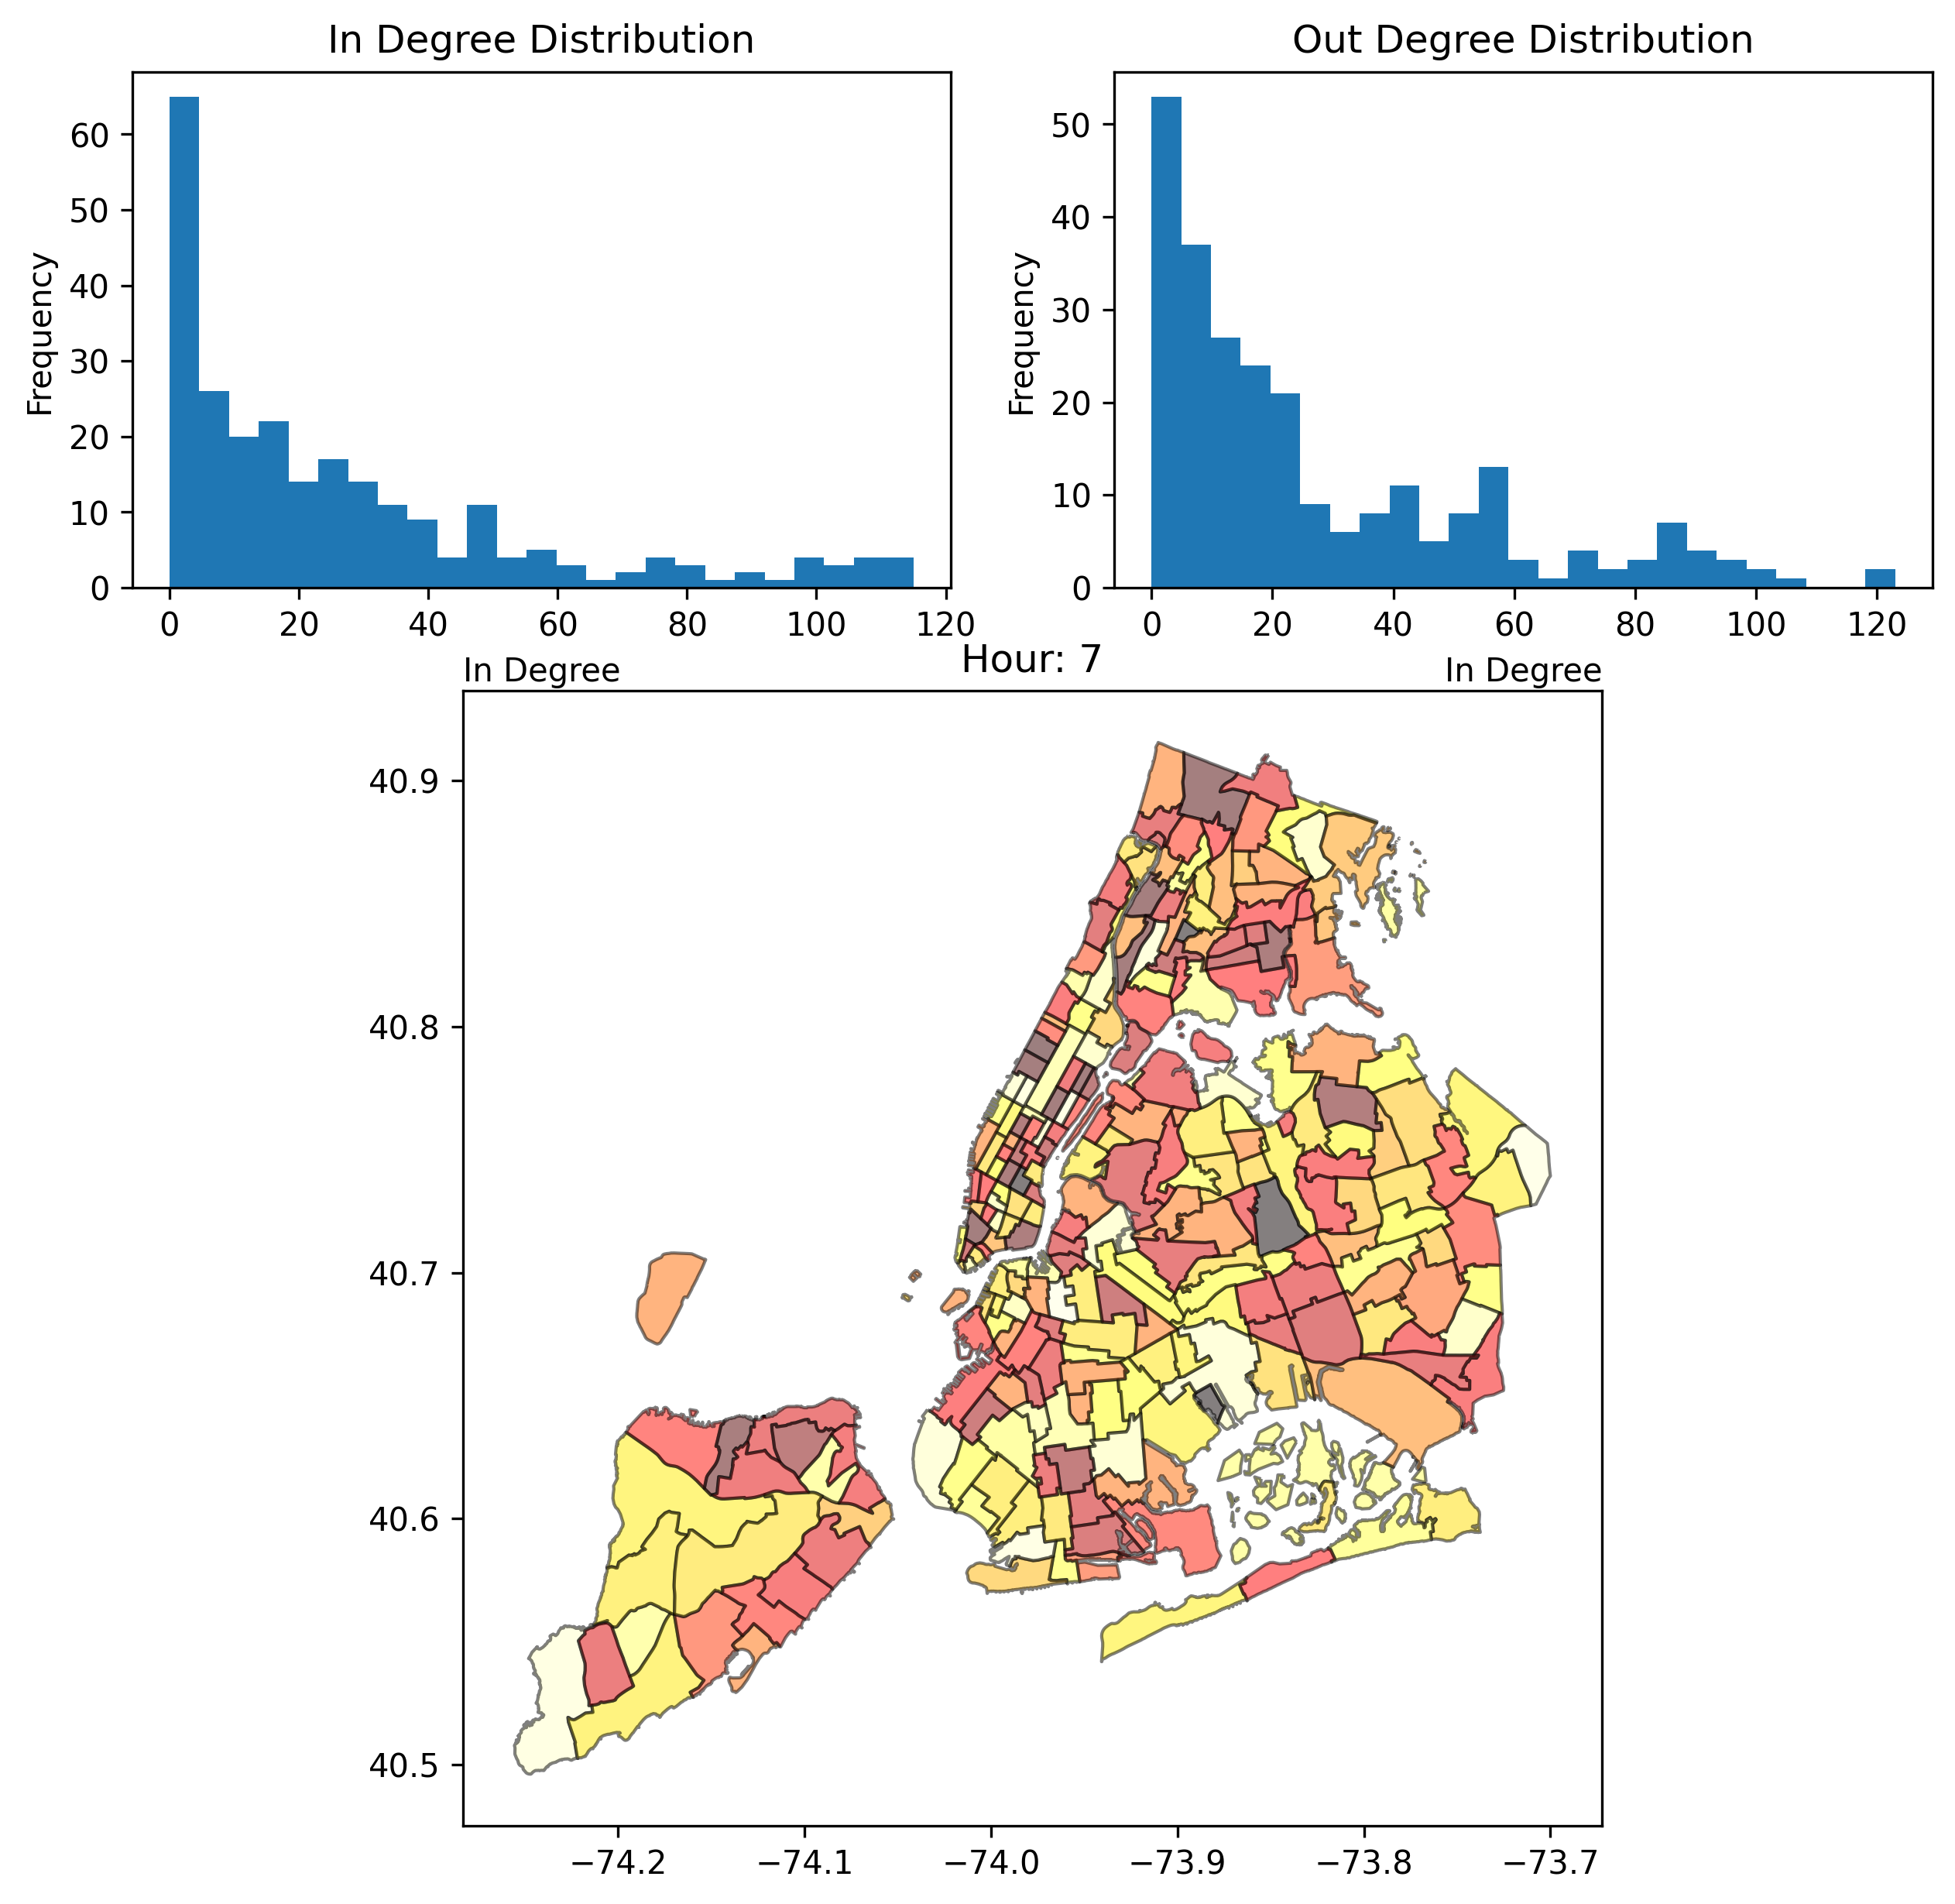 In Degree Distribution
Out Degree Distribution
Frequency
60
50
40
30
20
10
0
0 20 40 60 80 100 120
Frequency
50
40
30
20
10
0
0 20 40 60 80 100 120
In Degree
Hour: 7
In Degree
40.9
40.8
40.7
40.6
40.5
−74.2 −74.1 −74.0 −73.9 −73.8 −73.7